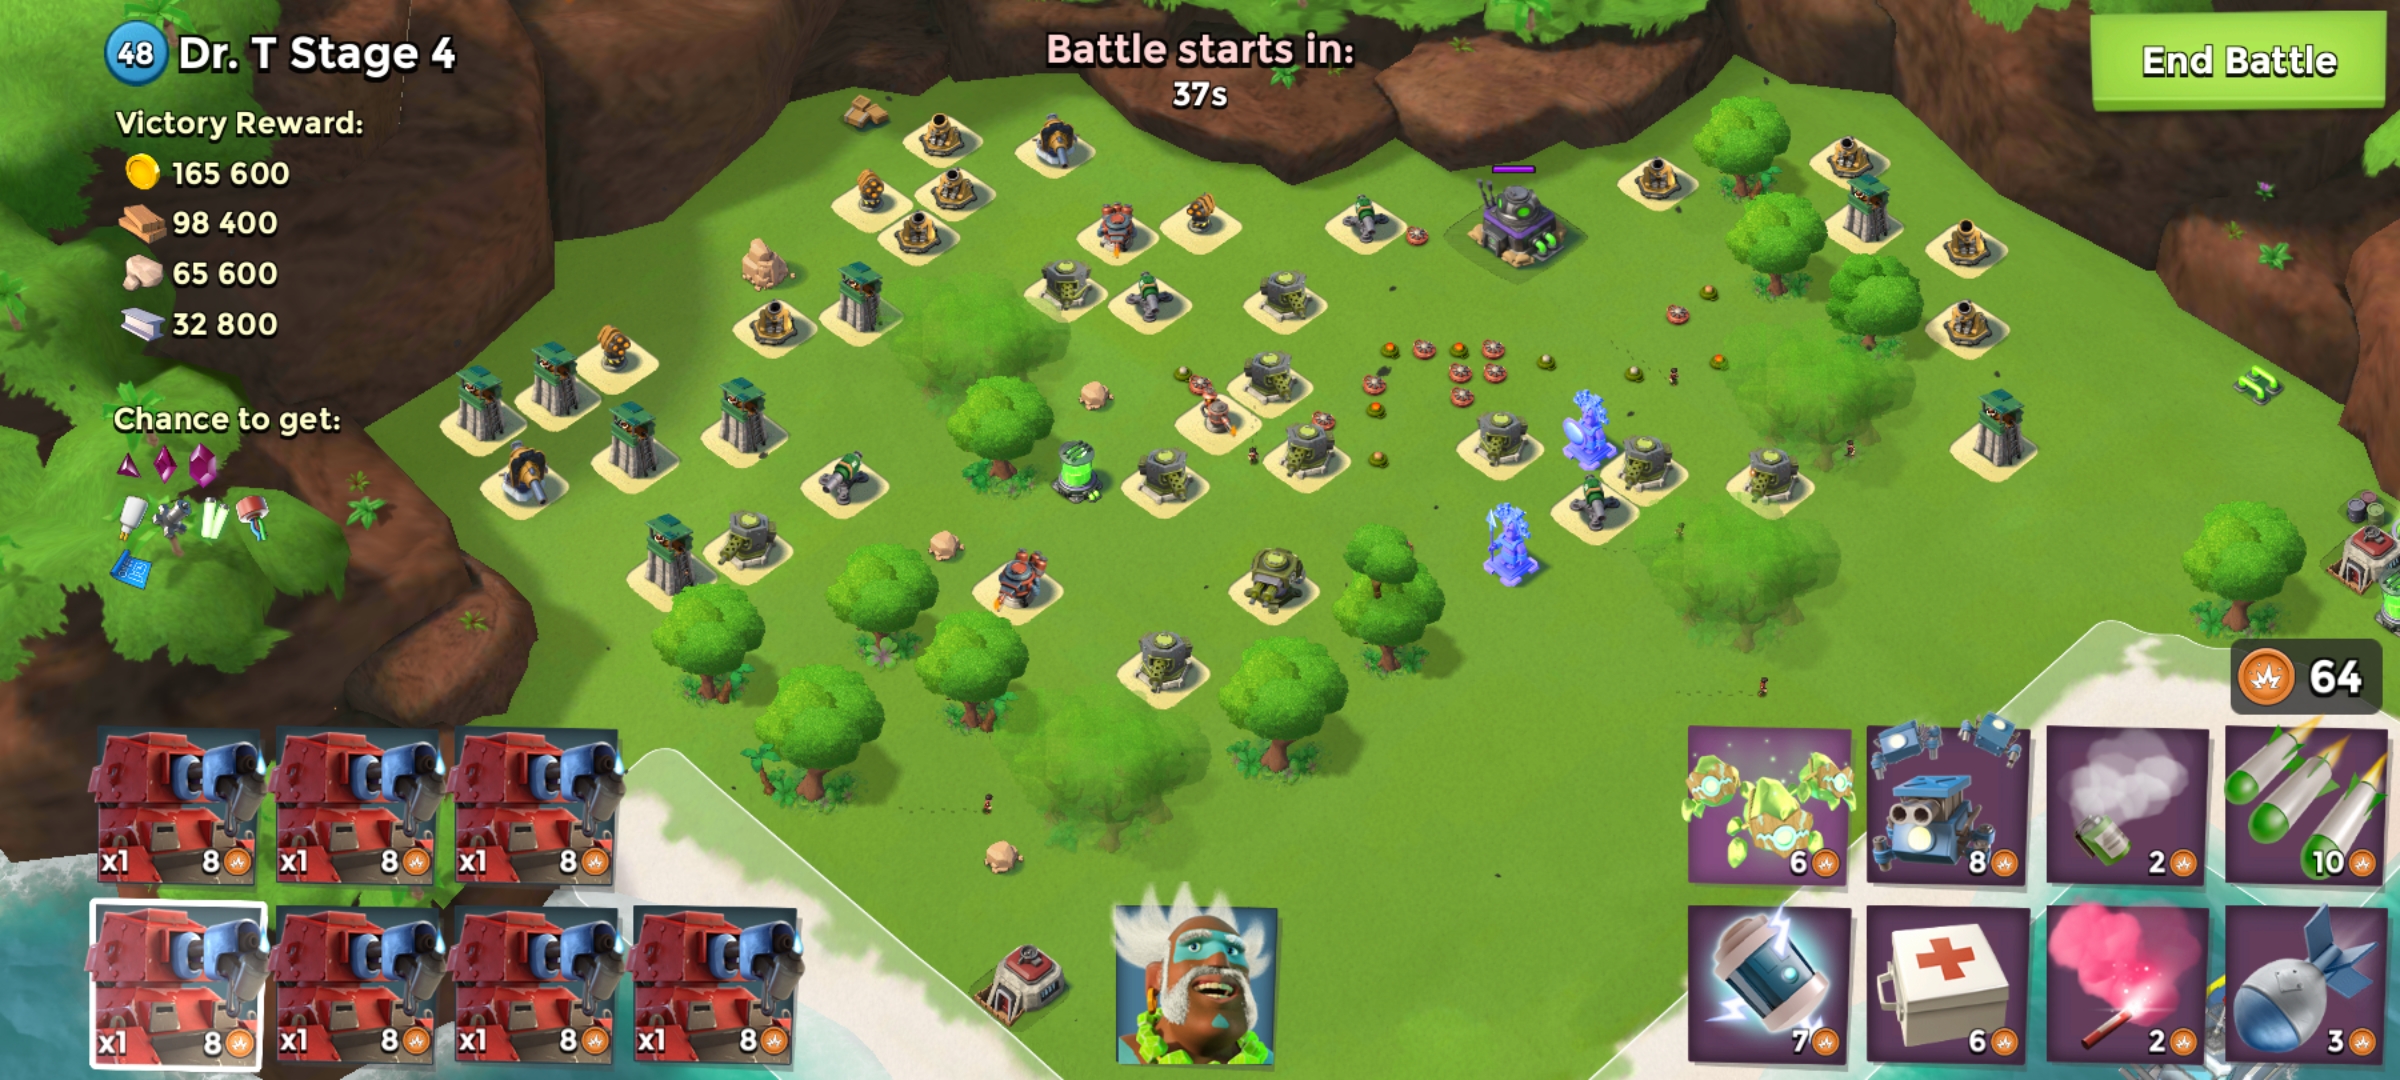 48 Dr. T Stage 4
Battle starts in:
37s
End Battle
Victory Reward:
165 600
98 400
65 600
32 800
Chance to get:
64
x1 8
x1 8
x1 8
6
8
2
10
x1 8
x1 8
x1 8
x1 8
7
6
2
3